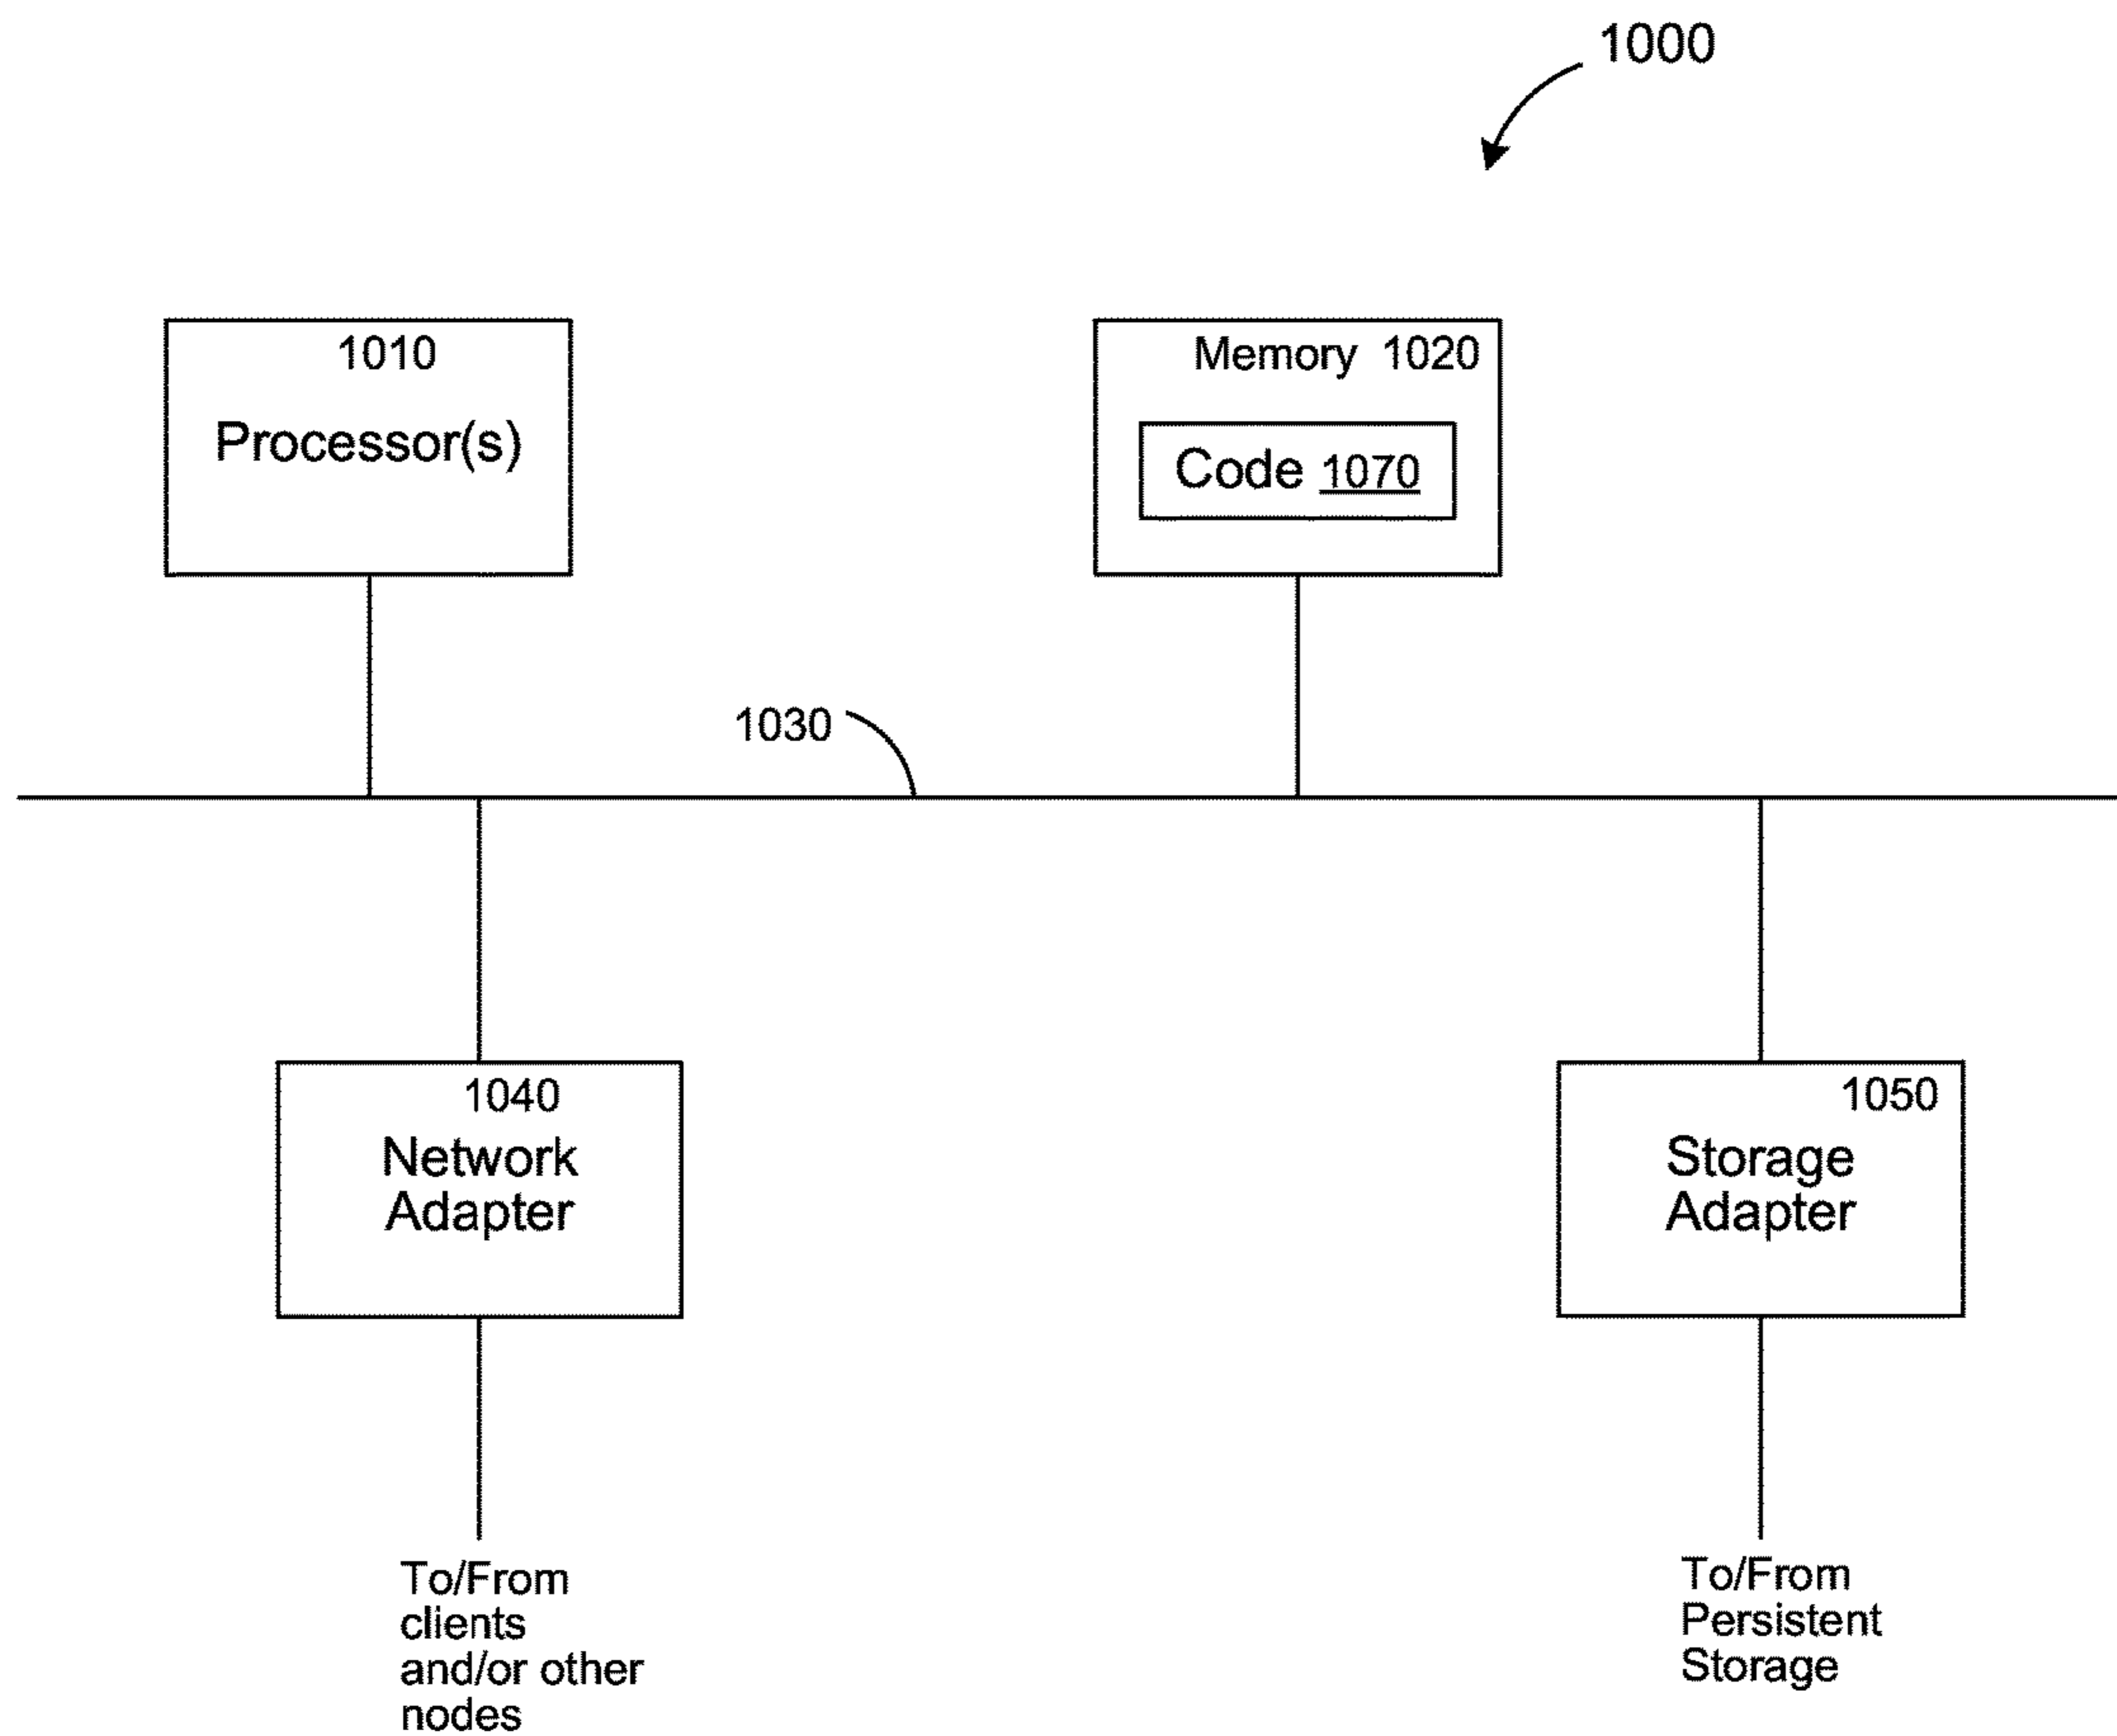 1000
1010
Processor(s)
Memory 1020
Code 1070
1030
1040
Network
Adapter
1050
Storage
Adapter
To/From
clients
and/or other
nodes
To/From
Persistent
Storage